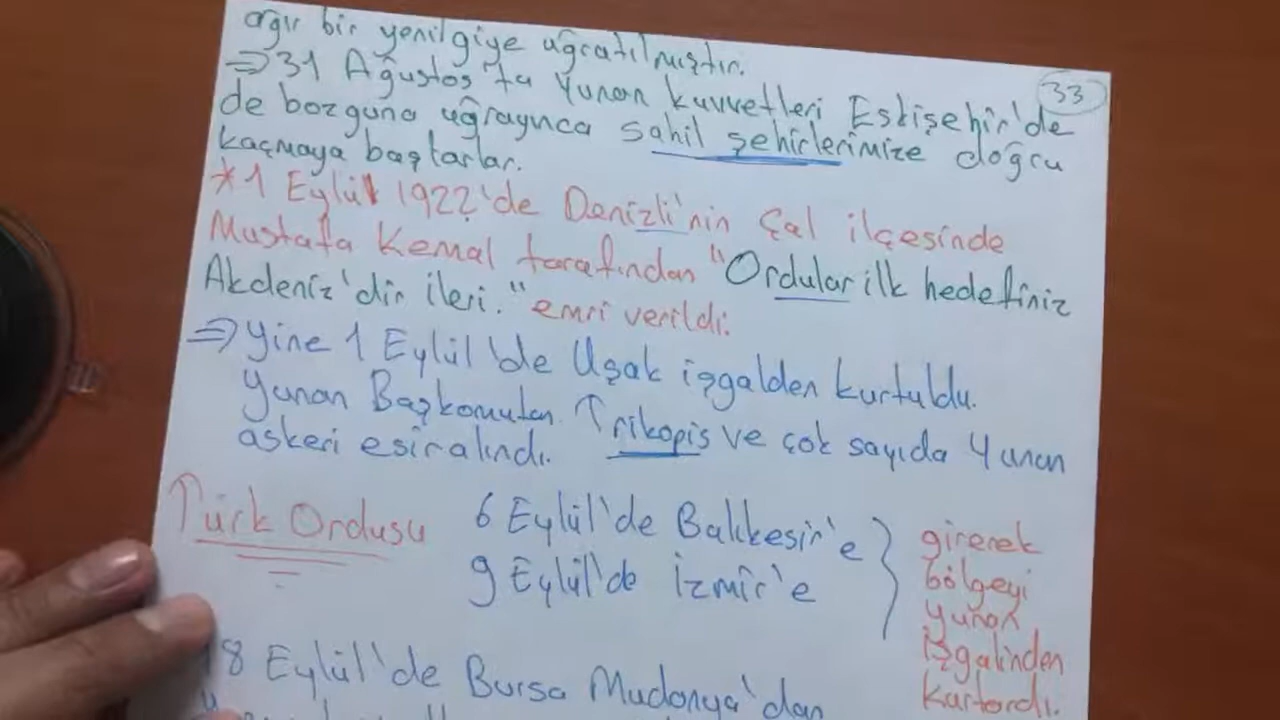 ağır bir yenilgiye uğratılmıştır.
33
⇒31 Ağustos'ta Yunan kuvvetleri Eskişehir'de
de bozguna uğrayınca sahil şehirlerimize doğru
kaçmaya başlarlar.
*1 Eylül 1922'de Denizli'nin Çal ilçesinde
Mustafa Kemal tarafından "Ordular ilk hedefiniz
Akdeniz'dir ileri." emri verildi.
⇒ Yine 1 Eylül'de Uşak işgalden kurtuldu.
Yunan Başkomutan Trikopis ve çok sayıda Yunan
askeri esir alındı.
Türk Ordusu
6 Eylül'de Balıkesir'e
9 Eylül'de İzmir'e
girerek
bölgeyi
Yunan
işgalinden
kurtardı.
18 Eylül'de Bursa Mudanya'dan